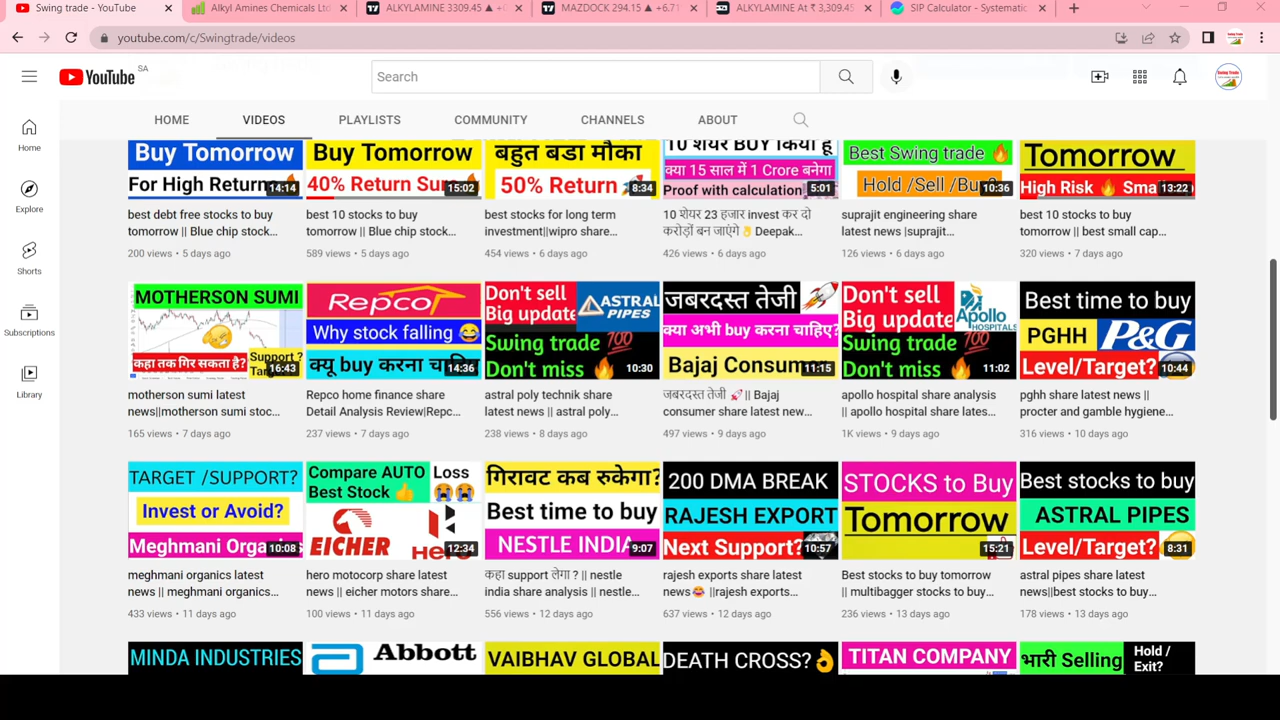 Swing trade - YouTube
Alkyl Amines Chemicals Ltd
ALKYLAMINE 3309.45 ▲ +0
MAZDOCK 294.15 ▲ +6.71
ALKYLAMINE At ₹ 3,309.45
SIP Calculator - Systematic
youtube.com/c/Swingtrade/videos
YouTube SA
Search
HOME VIDEOS PLAYLISTS COMMUNITY CHANNELS ABOUT
Home
Explore
Shorts
Subscriptions
Library
Buy Tomorrow
For High Return
14:14
best debt free stocks to buy
tomorrow || Blue chip stock...
200 views • 5 days ago
Buy Tomorrow
40% Return Su
15:02
best 10 stocks to buy
tomorrow || Blue chip stock...
589 views • 5 days ago
बहुत बडा मौका
50% Return
8:34
best stocks for long term
investment||wipro share...
454 views • 6 days ago
10 शेयर BUY किया हूँ
क्या 15 साल में 1 Crore बनेगा
Proof with calculation
5:01
10 शेयर 23 हजार invest कर दो
करोड़ों बन जाएंगे👌 Deepak...
426 views • 6 days ago
Best Swing trade 🔥
Hold /Sell /Bu
10:36
suprajit engineering share
latest news |suprajit...
126 views • 6 days ago
Tomorrow
High Risk 🔥 Sma
13:22
best 10 stocks to buy
tomorrow || best small cap...
320 views • 7 days ago
MOTHERSON SUMI
कहा तक गिर सकता है?
Support ?
Tar
16:43
motherson sumi latest
news||motherson sumi stoc...
165 views • 7 days ago
Repco
Why stock falling 😂
क्यू buy करना चा
14:36
Repco home finance share
Detail Analysis Review|Repc...
237 views • 7 days ago
Don't sell
Big update
ASTRAL
PIPES
Swing trade 💯
Don't miss 🔥
10:30
astral poly technik share
latest news || astral poly...
238 views • 8 days ago
जबरदस्त तेजी 🚀
क्या अभी buy करना चाहिए?
Bajaj Consum
11:15
जबरदस्त तेजी 🚀|| Bajaj
consumer share latest new...
497 views • 9 days ago
Don't sell
Big update
Apollo
HOSPITALS
Swing trade 💯
Don't miss 🔥
11:02
apollo hospital share analysis
|| apollo hospital share lates...
1K views • 9 days ago
Best time to buy
PGHH P&G
Level/Target?
10:44
pghh share latest news ||
procter and gamble hygiene...
316 views • 10 days ago
TARGET /SUPPORT?
Invest or Avoid?
Meghmani Orga
10:08
meghmani organics latest
news || meghmani organics...
433 views • 11 days ago
Compare AUTO
Best Stock 👍
Loss
😭😭
EICHER
Hero
12:34
hero motocorp share latest
news || eicher motors share...
100 views • 11 days ago
गिरावट कब रुकेगा?
Best time to buy
NESTLE INDIA
9:07
कहा support लेगा ? || nestle
india share analysis || nestle...
556 views • 12 days ago
200 DMA BREAK
RAJESH EXPORT
Next Support?
10:57
rajesh exports share latest
news😂 ||rajesh exports...
637 views • 12 days ago
STOCKS to Buy
Tomorrow
15:21
Best stocks to buy tomorrow
|| multibagger stocks to buy...
236 views • 13 days ago
Best stocks to buy
ASTRAL PIPES
Level/Target?
8:31
astral pipes share latest
news||best stocks to buy...
178 views • 13 days ago
MINDA INDUSTRIES
Abbott
VAIBHAV GLOBAL
DEATH CROSS?👌
TITAN COMPANY
भारी Selling
Hold /
Exit?